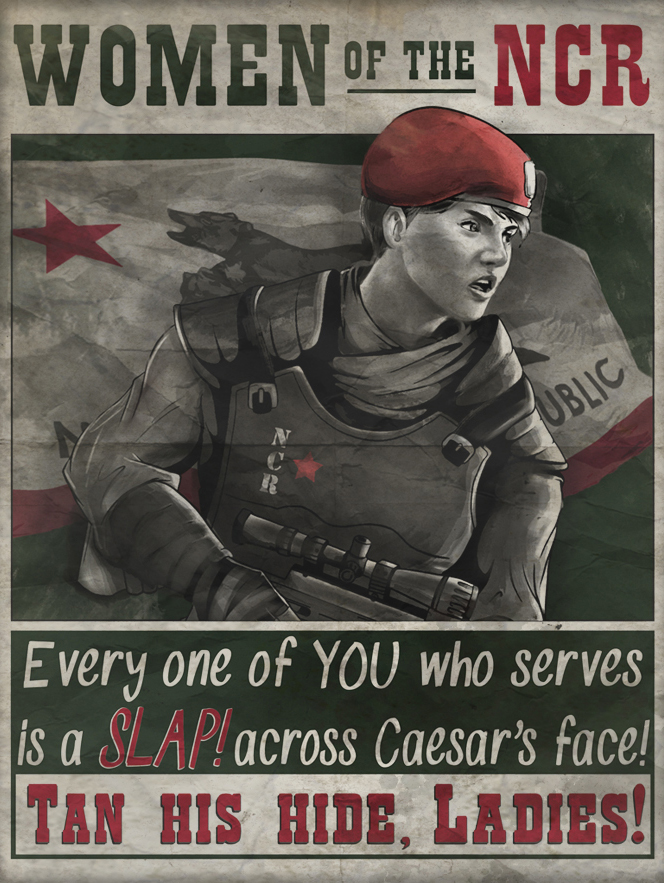 WOMEN OF THE NCR
UBLIC
N
C
R
Every one of YOU who serves
is a SLAP! across Caesar's face!
TAN HIS HIDE, LADIES!